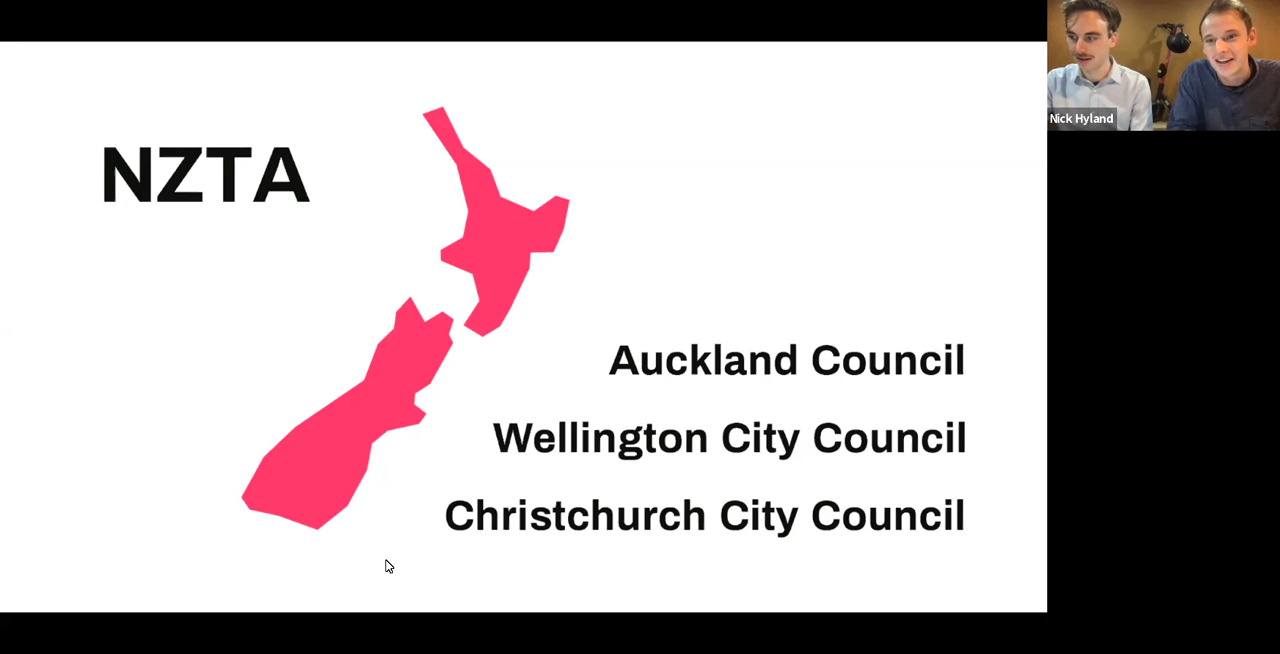 NZTA
Auckland Council
Wellington City Council
Christchurch City Council
Nick Hyland